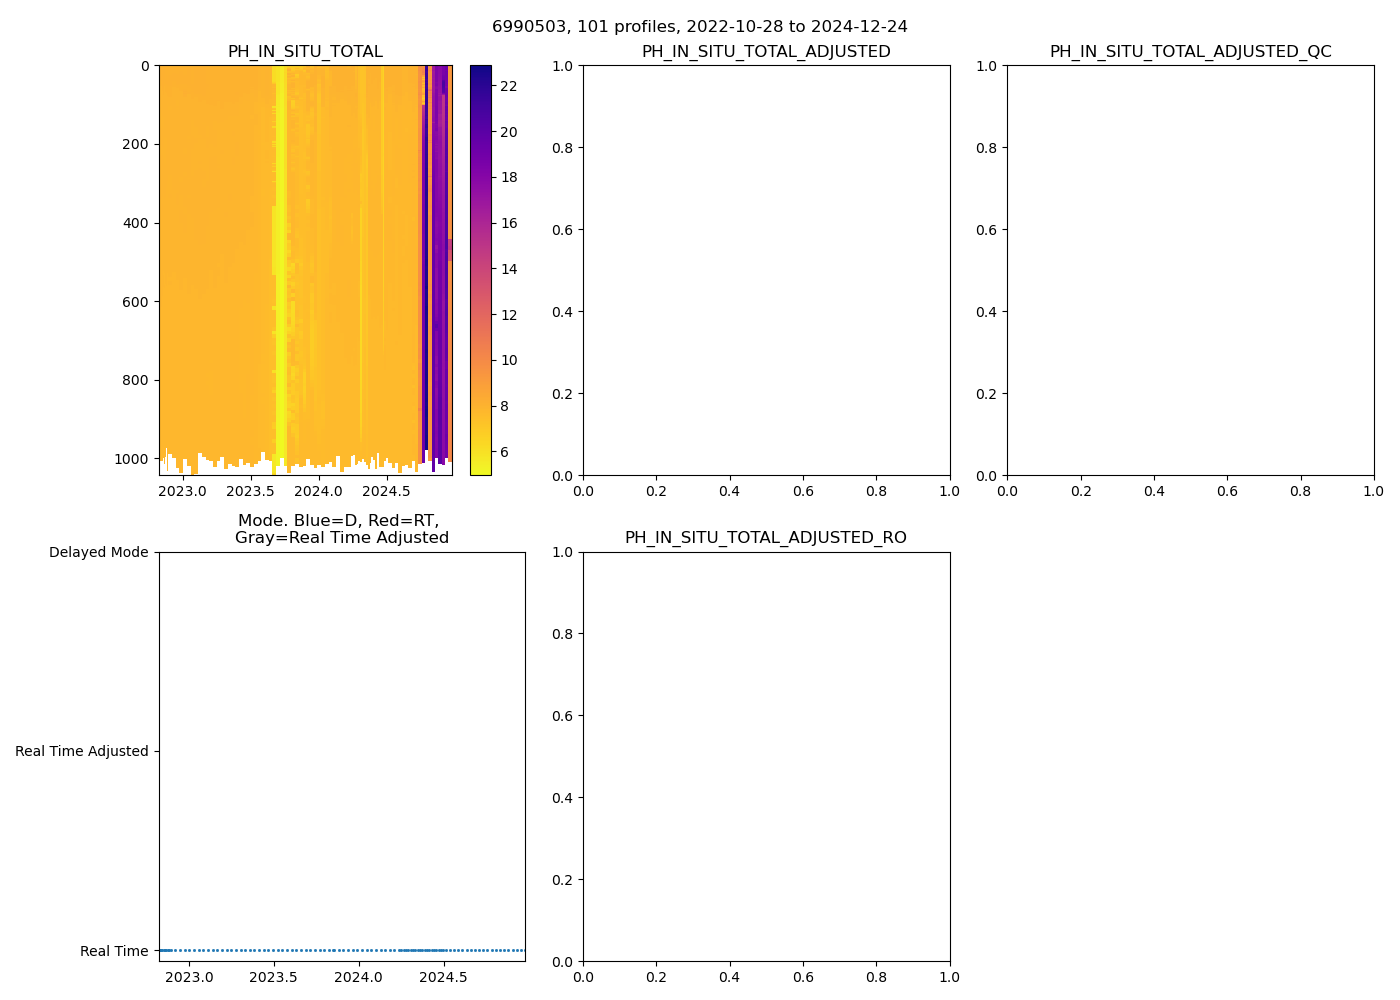 6990503, 101 profiles, 2022-10-28 to 2024-12-24
PH_IN_SITU_TOTAL
0
200
400
600
800
1000
2023.0 2023.5 2024.0 2024.5
22
20
18
16
14
12
10
8
6
PH_IN_SITU_TOTAL_ADJUSTED
1.0
0.8
0.6
0.4
0.2
0.0
0.0 0.2 0.4 0.6 0.8 1.0
PH_IN_SITU_TOTAL_ADJUSTED_QC
1.0
0.8
0.6
0.4
0.2
0.0
0.0 0.2 0.4 0.6 0.8 1.0
Mode. Blue=D, Red=RT,
Gray=Real Time Adjusted
Delayed Mode
Real Time Adjusted
Real Time
2023.0 2023.5 2024.0 2024.5
PH_IN_SITU_TOTAL_ADJUSTED_RO
1.0
0.8
0.6
0.4
0.2
0.0
0.0 0.2 0.4 0.6 0.8 1.0